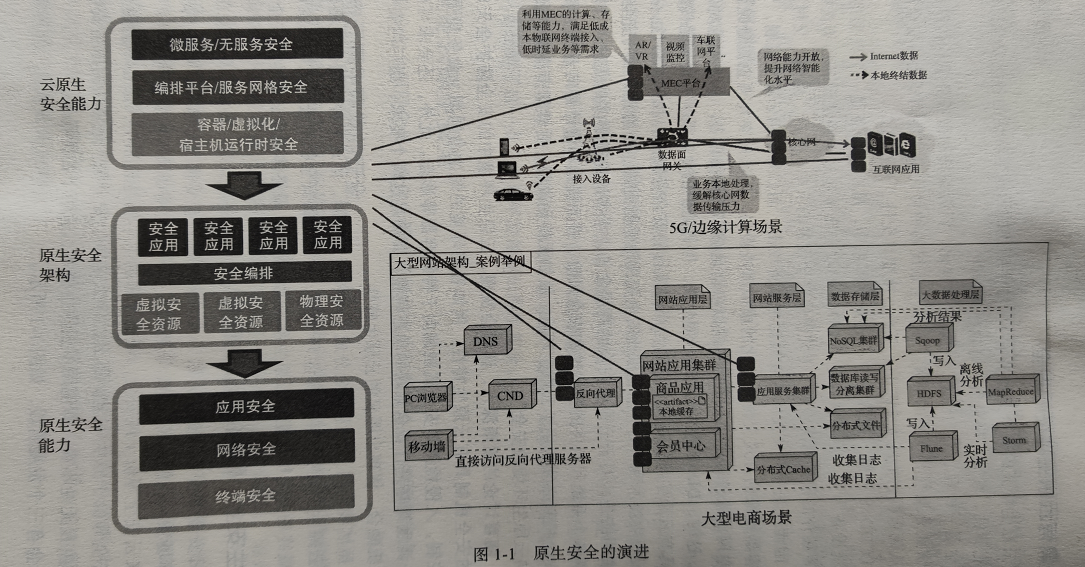 云原生
安全能力
微服务/无服务安全
编排平台/服务网格安全
容器/虚拟化/
宿主机运行时安全
原生安全
架构
安全
应用
安全
应用
安全
应用
安全
应用
安全编排
虚拟安
全资源
虚拟安
全资源
物理安
全资源
原生安全
能力
应用安全
网络安全
终端安全
利用MEC的计算、存
储等能力,满足低成
本物联网终端接入、
低时延业务等需求
AR/
VR
视频
监控
车联
网平
台
..
MEC平台
网络能力开放,
提升网络智能
化水平
Internet数据
本地终结数据
接入设备
数据面
网关
核心网
互联网应用
业务本地处理,
缓解核心网数
据传输压力
5G/边缘计算场景
大型网站架构_案例举例
网站应用层
网站服务层
数据存储层
大数据处理层
DNS
PC浏览器
CND
移动墙
反向代理
直接访问反向代理服务器
网站应用集群
商品应用
<<artifact>>
本地缓存
会员中心
应用服务集群
分布式Cache
NoSQL集群
数据库读写
分离集群
分布式文件
分析结果
Sqoop
写入
离线
分析
HDFS
MapReduce
写入
Flune
Storm
实时
分析
收集日志
收集日志
大型电商场景
图 1-1 原生安全的演进